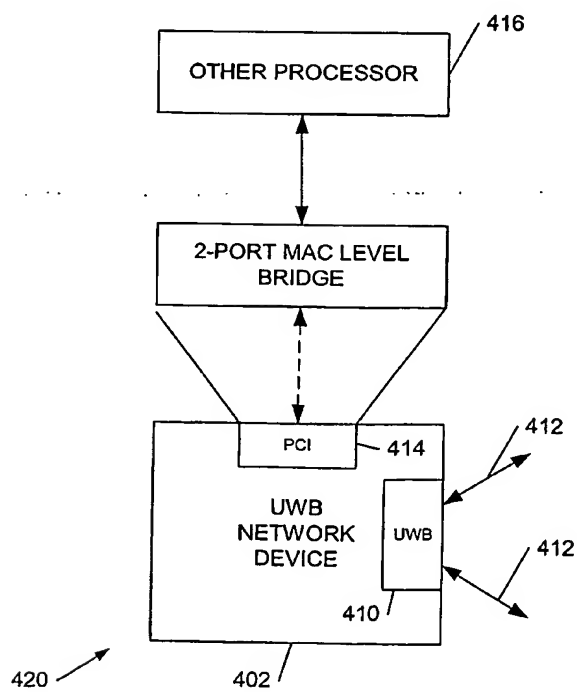 416
OTHER PROCESSOR
2-PORT MAC LEVEL
BRIDGE
PCI
414
412
UWB
NETWORK
DEVICE
UWB
412
410
420
402